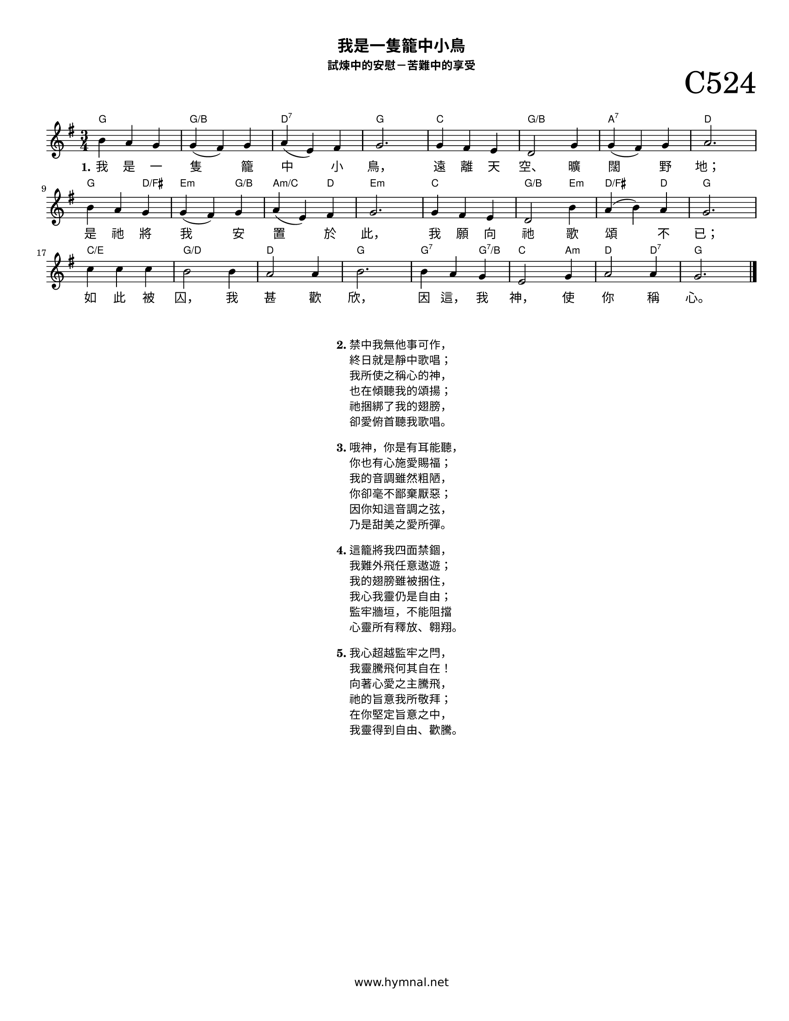 我是一隻籠中小鳥
試煉中的安慰－苦難中的享受
C524
G G/B D7 G C G/B A7 D
1. 我 是 一 隻 籠 中 小 鳥， 遠 離 天 空、 曠 闊 野 地；
9 G D/F♯ Em G/B Am/C D Em C G/B Em D/F♯ D G
是 祂 將 我 安 置 於 此， 我 願 向 祂 歌 頌 不 已；
17 C/E G/D D G G7 G7/B C Am D D7 G
如 此 被 囚， 我 甚 歡 欣， 因 這， 我 神， 使 你 稱 心。
2. 禁中我無他事可作，
終日就是靜中歌唱；
我所使之稱心的神，
也在傾聽我的頌揚；
祂捆綁了我的翅膀，
卻愛俯首聽我歌唱。
3. 哦神，你是有耳能聽，
你也有心施愛賜福；
我的音調雖然粗陋，
你卻毫不鄙棄厭惡；
因你知這音調之弦，
乃是甜美之愛所彈。
4. 這籠將我四面禁錮，
我難外飛任意遨遊；
我的翅膀雖被捆住，
我心我靈仍是自由；
監牢牆垣，不能阻擋
心靈所有釋放、翱翔。
5. 我心超越監牢之閂，
我靈騰飛何其自在！
向著心愛之主騰飛，
祂的旨意我所敬拜；
在你堅定旨意之中，
我靈得到自由、歡騰。
www.hymnal.net